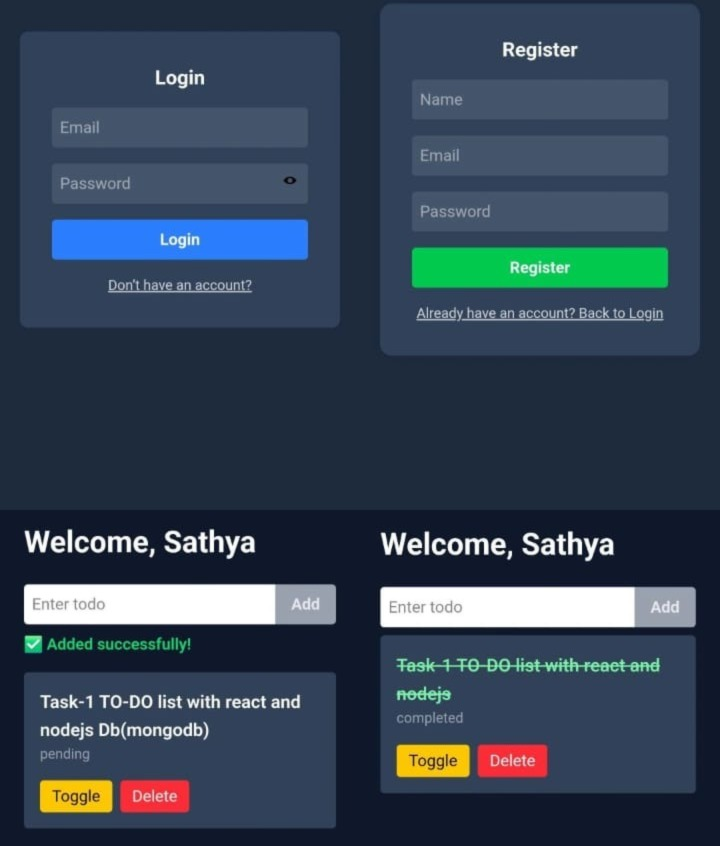 Login
Email
Password
Login
Don't have an account?
Register
Name
Email
Password
Register
Already have an account? Back to Login
Welcome, Sathya
Enter todo
Add
✅ Added successfully!
Task-1 TO-DO list with react and
nodejs Db(mongodb)
pending
Toggle
Delete
Welcome, Sathya
Enter todo
Add
Task-1 TO-DO list with react and
nodejs
completed
Toggle
Delete